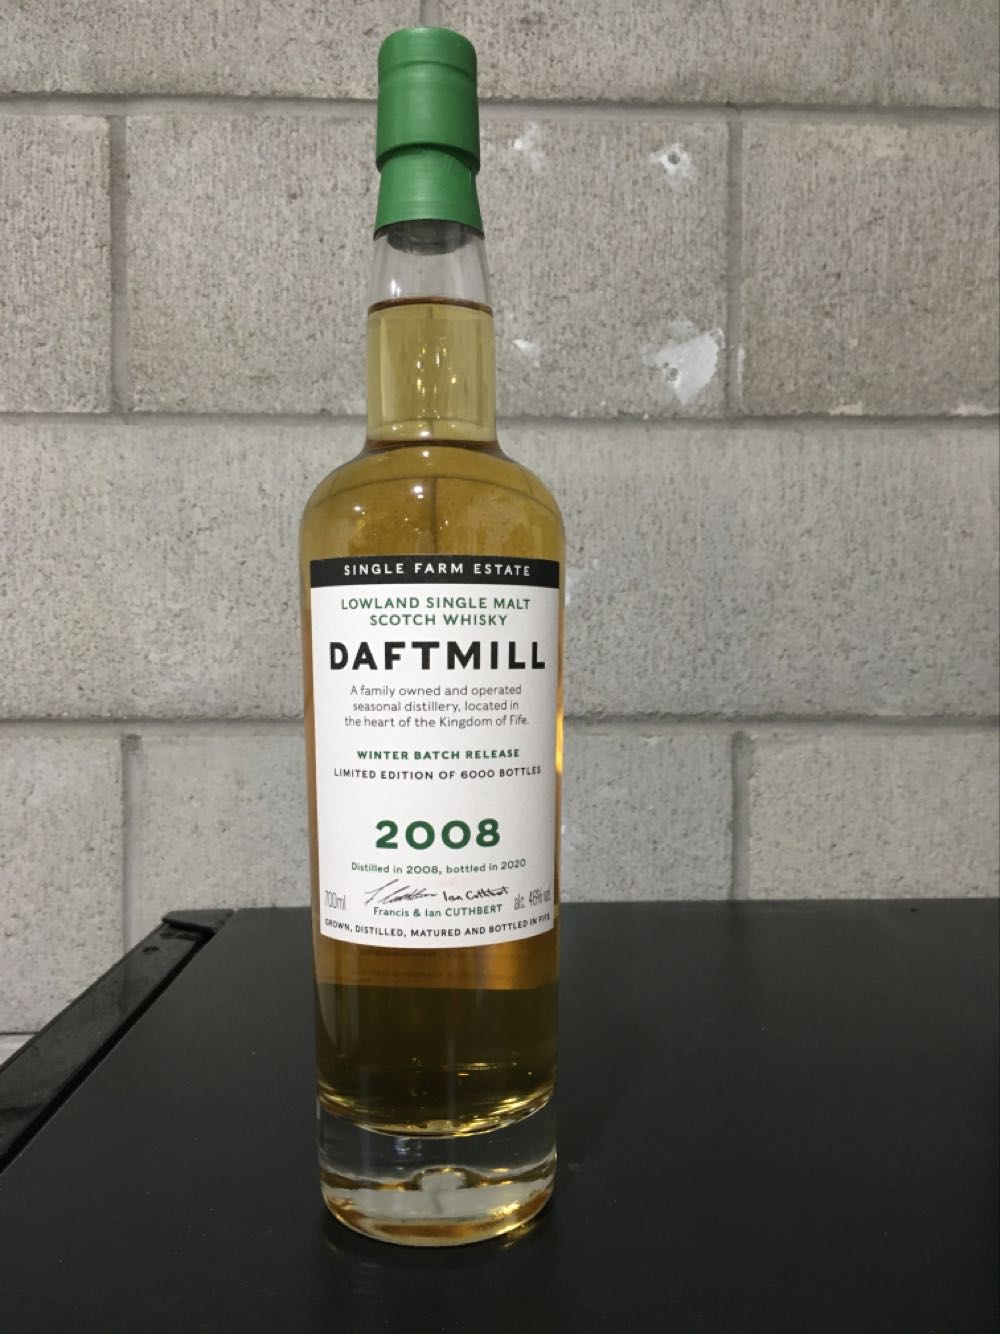 SINGLE FARM ESTATE
LOWLAND SINGLE MALT
SCOTCH WHISKY
DAFTMILL
A family owned and operated
seasonal distillery, located in
the heart of the Kingdom of Fife.
WINTER BATCH RELEASE
LIMITED EDITION OF 6000 BOTTLES
2008
Distilled in 2008, bottled in 2020
700ml Ian Cuthbert alc. 46% vol
Francis & Ian CUTHBERT
GROWN, DISTILLED, MATURED AND BOTTLED IN FIFE